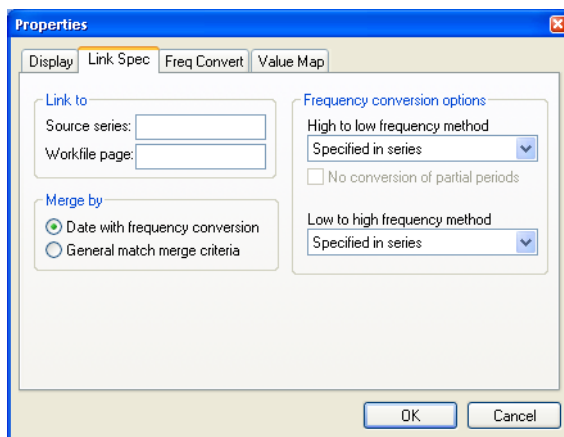 Properties
Display Link Spec Freq Convert Value Map
Link to
Source series:
Workfile page:
Merge by
Date with frequency conversion
General match merge criteria
Frequency conversion options
High to low frequency method
Specified in series
No conversion of partial periods
Low to high frequency method
Specified in series
OK Cancel